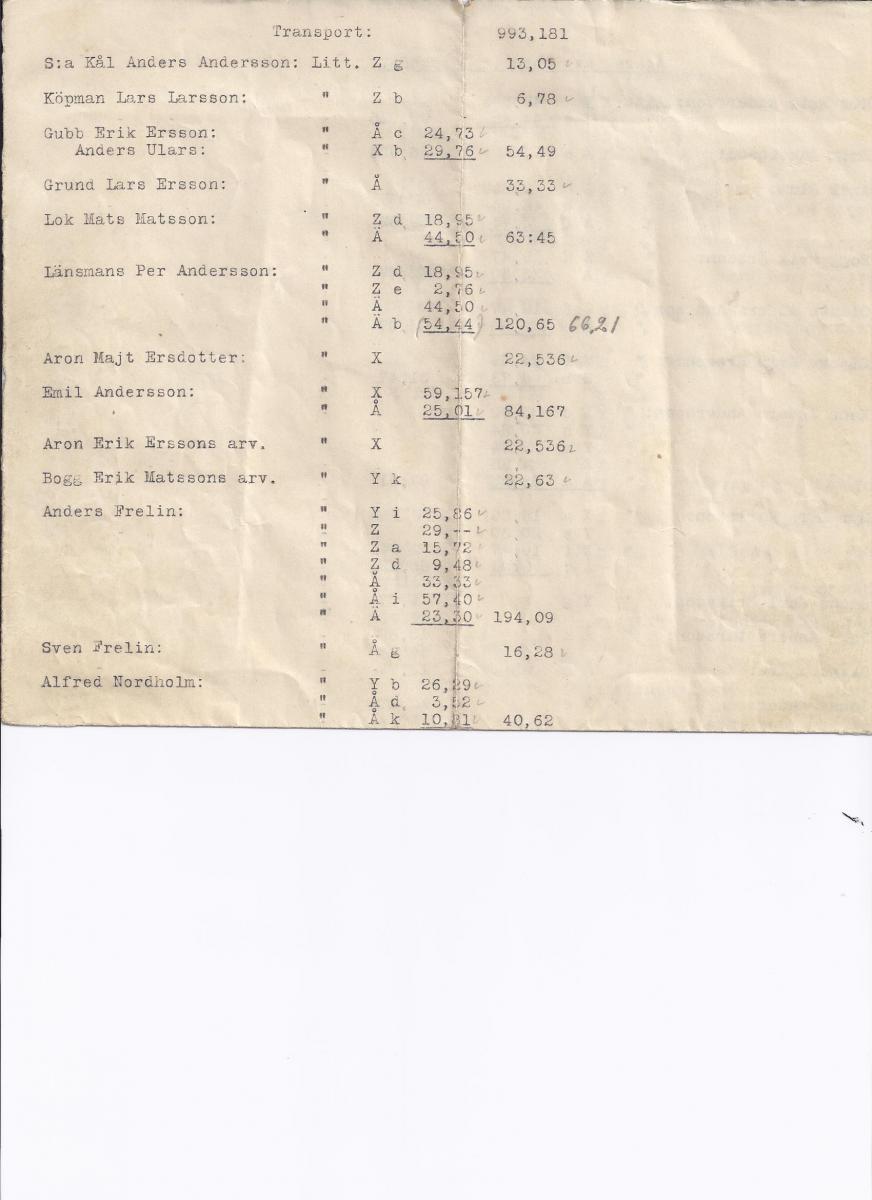 Transport: 993,181
S:a Kål Anders Andersson: Litt. Z g 13,05
Köpman Lars Larsson: " Z b 6,78
Gubb Erik Ersson: " Å c 24,73
Anders Ulars: " X b 29,76 54,49
Grund Lars Ersson: " Å 33,33
Lok Mats Matsson: " Z d 18,95
" Ä 44,50 63:45
Länsmans Per Andersson: " Z d 18,95
" Z e 2,76
" Ä 44,50
" Ä b (54,44) 120,65 66,21
Aron Majt Ersdotter: " X 22,536
Emil Andersson: " X 59,157
" Å 25,01 84,167
Aron Erik Erssons arv. " X 22,536
Bogg Erik Matssons arv. " Y k 22,63
Anders Frelin: " Y i 25,86
" Z 29,--
" Z a 15,72
" Z d 9,48
" Å 33,33
" Å i 57,40
" Ä 23,30 194,09
Sven Frelin: " Å g 16,28
Alfred Nordholm: " Y b 26,29
" Å d 3,52
" Å k 10,81 40,62